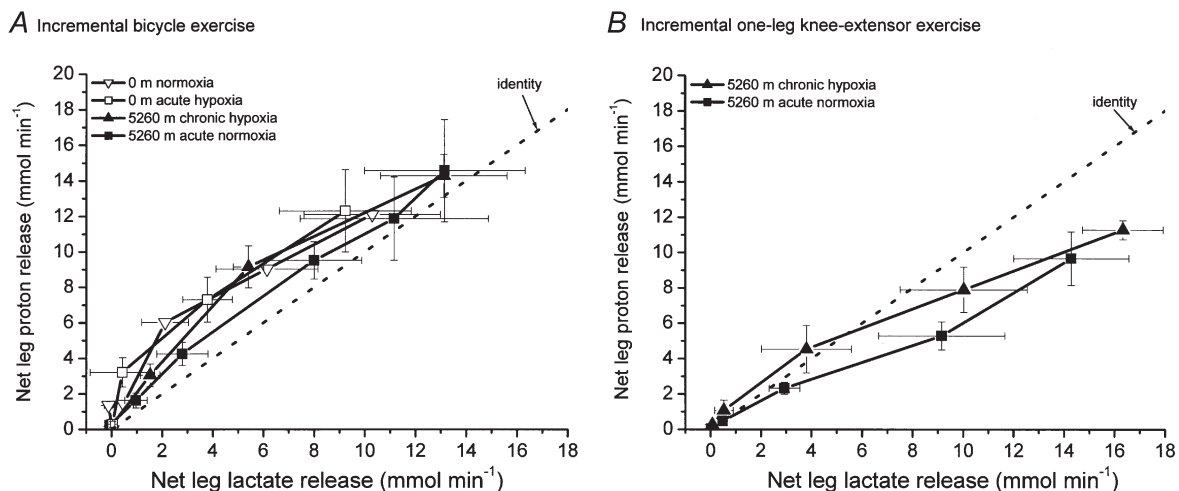 A Incremental bicycle exercise
20
18
16
14
12
10
8
6
4
2
0
Net leg proton release (mmol min⁻¹)
0 m normoxia
0 m acute hypoxia
5260 m chronic hypoxia
5260 m acute normoxia
identity
0 2 4 6 8 10 12 14 16 18
Net leg lactate release (mmol min⁻¹)
B Incremental one-leg knee-extensor exercise
20
18
16
14
12
10
8
6
4
2
0
Net leg proton release (mmol min⁻¹)
5260 m chronic hypoxia
5260 m acute normoxia
identity
0 2 4 6 8 10 12 14 16 18
Net leg lactate release (mmol min⁻¹)